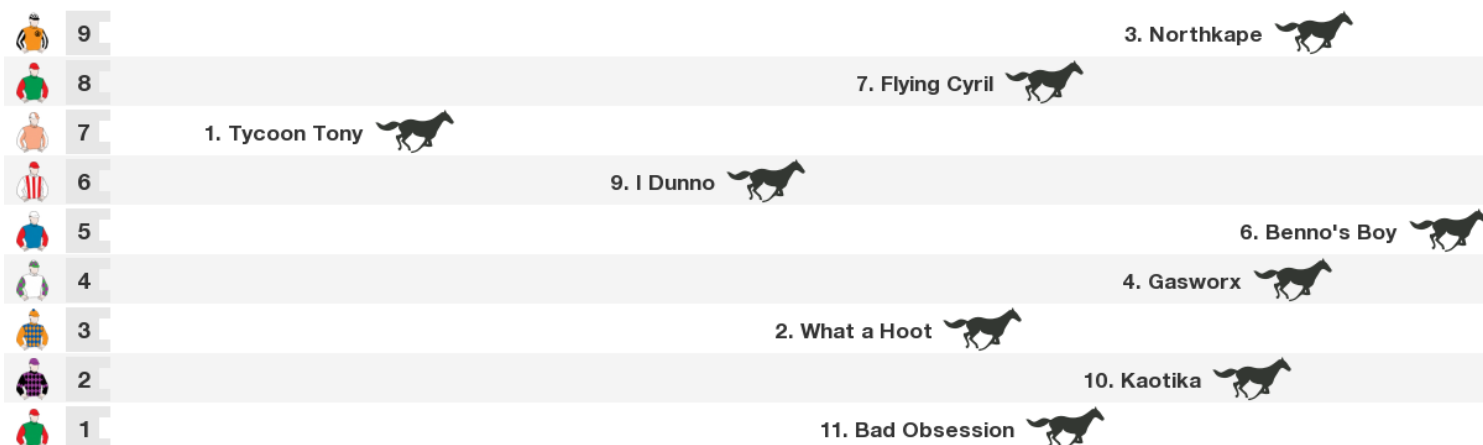 9 3. Northkape
8 7. Flying Cyril
7 1. Tycoon Tony
6 9. I Dunno
5 6. Benno's Boy
4 4. Gasworx
3 2. What a Hoot
2 10. Kaotika
1 11. Bad Obsession